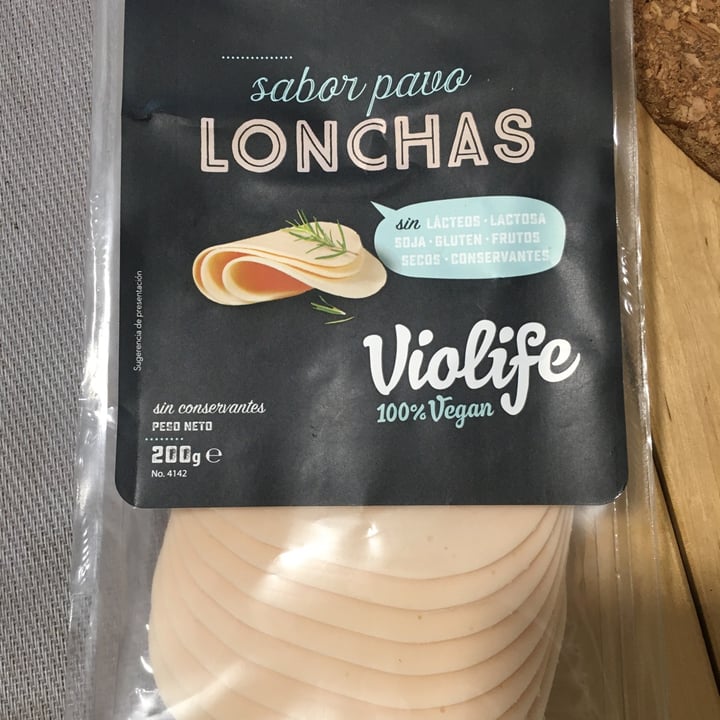 sabor pavo
LONCHAS
sin LÁCTEOS · LACTOSA
SOJA · GLUTEN · FRUTOS
SECOS · CONSERVANTES
Sugerencia de presentación
Violife
100% Vegan
sin conservantes
PESO NETO
200g ℮
No. 4142